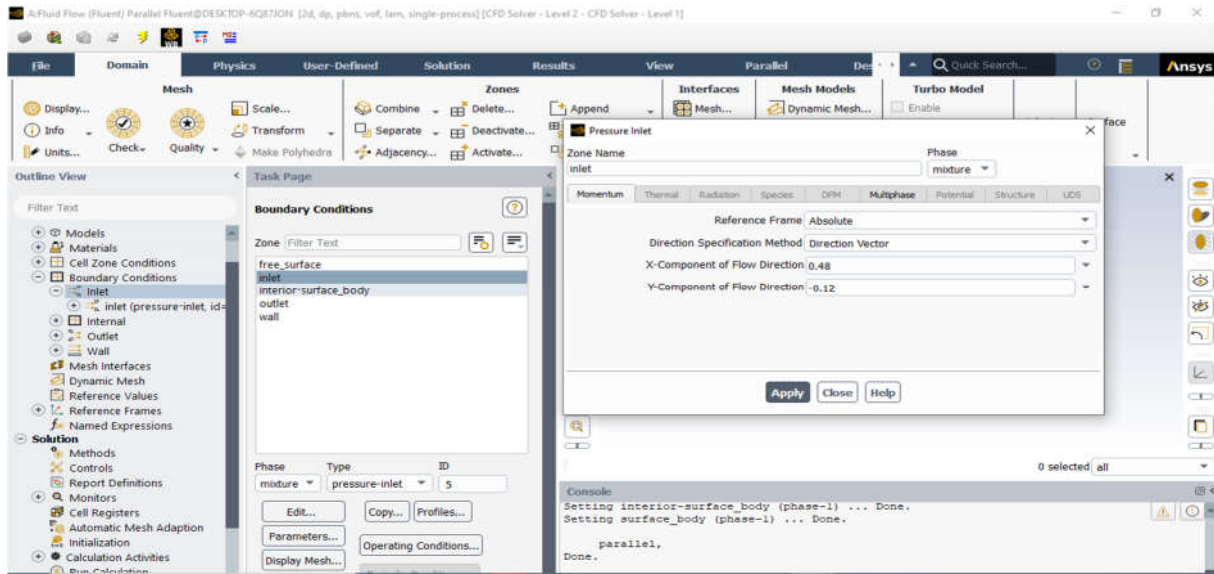 A:Fluid Flow (Fluent) Parallel Fluent@DESKTOP-6Q87JON [2d, dp, pbns, vof, lam, single-process] [CFD Solver - Level 2 - CFD Solver - Level 1]
WB
File Domain Physics User-Defined Solution Results View Parallel Des Quick Search... Ansys
Mesh Zones Interfaces Mesh Models Turbo Model
Display... Scale... Combine Delete... Append Mesh... Dynamic Mesh... Enable
Info Transform Separate Deactivate... face
Units... Check Quality Make Polyhedra Adjacency... Activate...
Pressure Inlet
Zone Name Phase
inlet mixture
Momentum Thermal Radiation Species DPM Multiphase Potential Structure UDS
Reference Frame Absolute
Direction Specification Method Direction Vector
X-Component of Flow Direction 0.48
Y-Component of Flow Direction -0.12
Apply Close Help
Outline View
Filter Text
Models
Materials
Cell Zone Conditions
Boundary Conditions
Inlet
inlet (pressure-inlet, id=
Internal
Outlet
Wall
Mesh Interfaces
Dynamic Mesh
Reference Values
Reference Frames
Named Expressions
Solution
Methods
Controls
Report Definitions
Monitors
Cell Registers
Automatic Mesh Adaption
Initialization
Calculation Activities
Run Calculation
Task Page
Boundary Conditions
Zone Filter Text
free_surface
inlet
interior-surface_body
outlet
wall
Phase Type ID
mixture pressure-inlet 5
Edit... Copy... Profiles...
Parameters... Operating Conditions...
Display Mesh...
0 selected all
Console
Setting interior-surface_body (phase-1) ... Done.
Setting surface_body (phase-1) ... Done.
parallel,
Done.